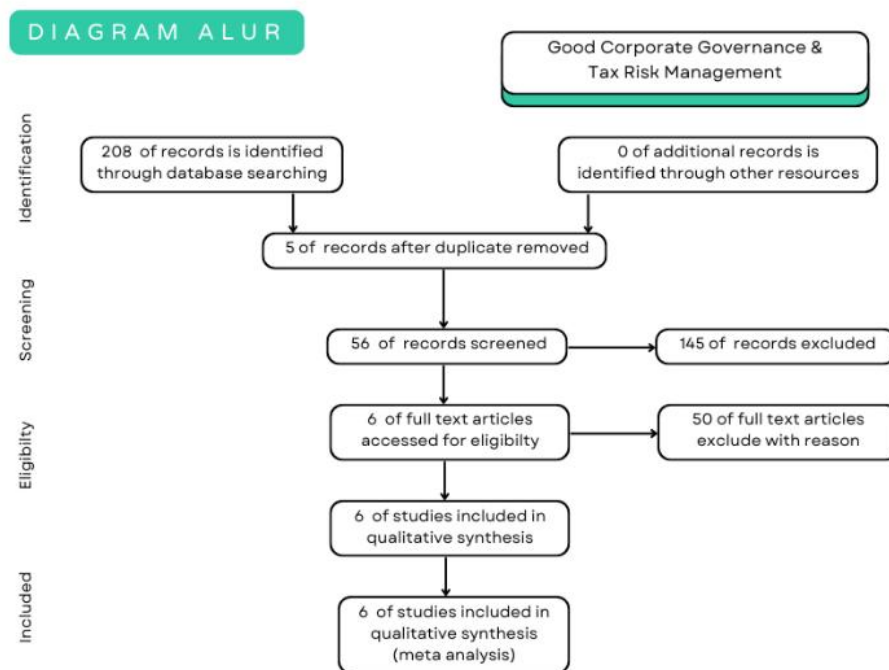 DIAGRAM ALUR
Good Corporate Governance &
Tax Risk Management
Identification
208 of records is identified
through database searching
0 of additional records is
identified through other resources
5 of records after duplicate removed
Screening
56 of records screened
145 of records excluded
Eligibilty
6 of full text articles
accessed for eligibilty
50 of full text articles
exclude with reason
6 of studies included in
qualitative synthesis
Included
6 of studies included in
qualitative synthesis
(meta analysis)